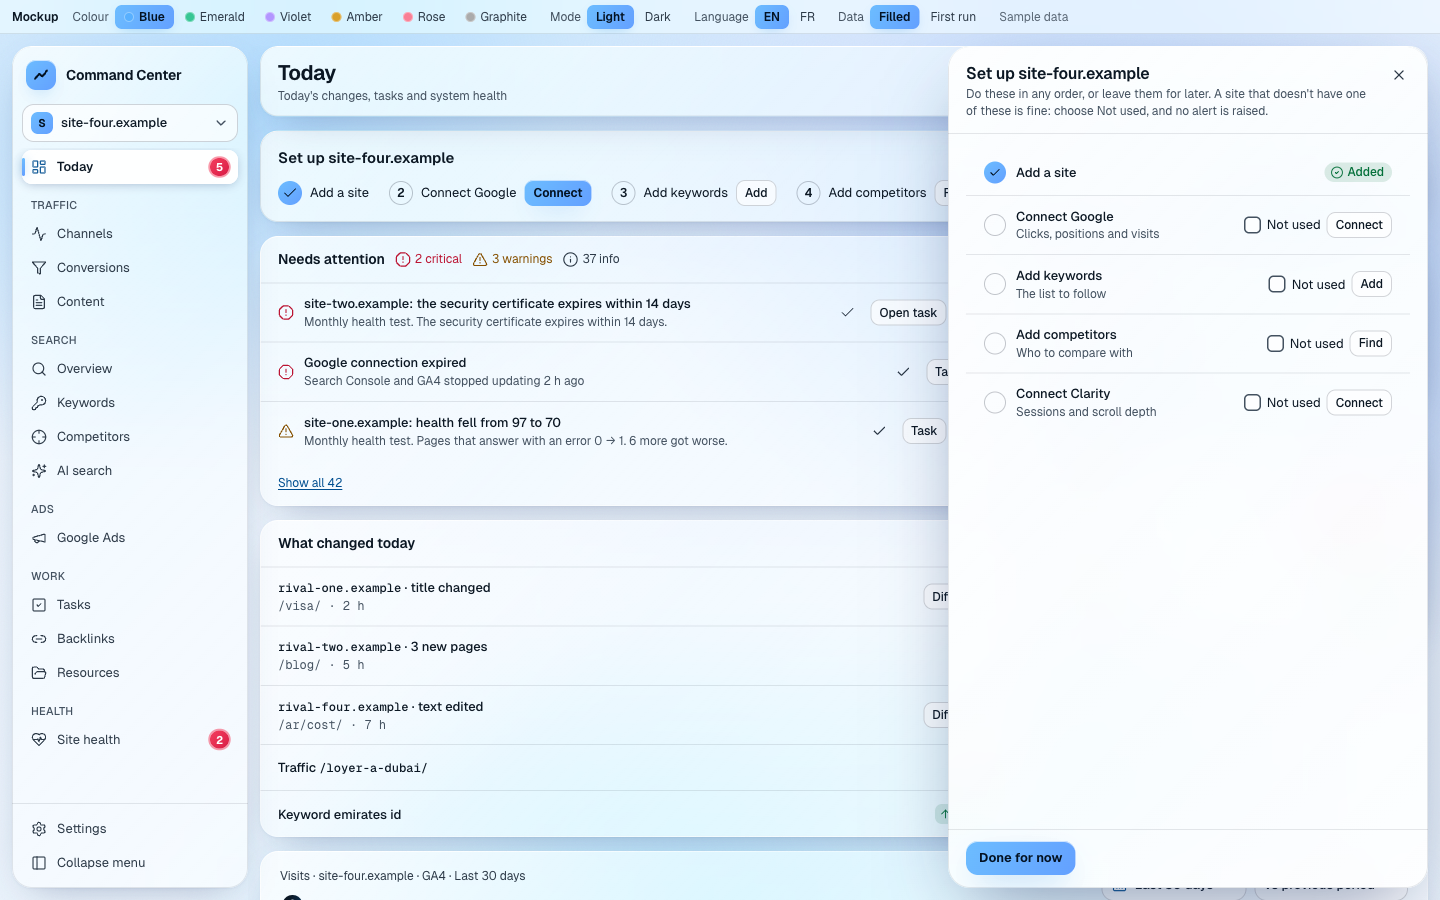 Mockup Colour Blue Emerald Violet Amber Rose Graphite Mode Light Dark Language EN FR Data Filled First run Sample data
Command Center
S site-four.example
Today 5
TRAFFIC
Channels
Conversions
Content
SEARCH
Overview
Keywords
Competitors
AI search
ADS
Google Ads
WORK
Tasks
Backlinks
Resources
HEALTH
Site health 2
Settings
Collapse menu
Today
Today's changes, tasks and system health
Set up site-four.example
Add a site 2 Connect Google Connect 3 Add keywords Add 4 Add competitors
Needs attention 2 critical 3 warnings 37 info
site-two.example: the security certificate expires within 14 days
Monthly health test. The security certificate expires within 14 days.
Open task
Google connection expired
Search Console and GA4 stopped updating 2 h ago
site-one.example: health fell from 97 to 70
Monthly health test. Pages that answer with an error 0 → 1. 6 more got worse.
Task
Show all 42
What changed today
rival-one.example · title changed
/visa/ · 2 h
rival-two.example · 3 new pages
/blog/ · 5 h
rival-four.example · text edited
/ar/cost/ · 7 h
Traffic /loyer-a-dubai/
Keyword emirates id
Visits · site-four.example · GA4 · Last 30 days
Set up site-four.example
Do these in any order, or leave them for later. A site that doesn't have one
of these is fine: choose Not used, and no alert is raised.
Add a site Added
Connect Google
Clicks, positions and visits
Not used Connect
Add keywords
The list to follow
Not used Add
Add competitors
Who to compare with
Not used Find
Connect Clarity
Sessions and scroll depth
Not used Connect
Done for now